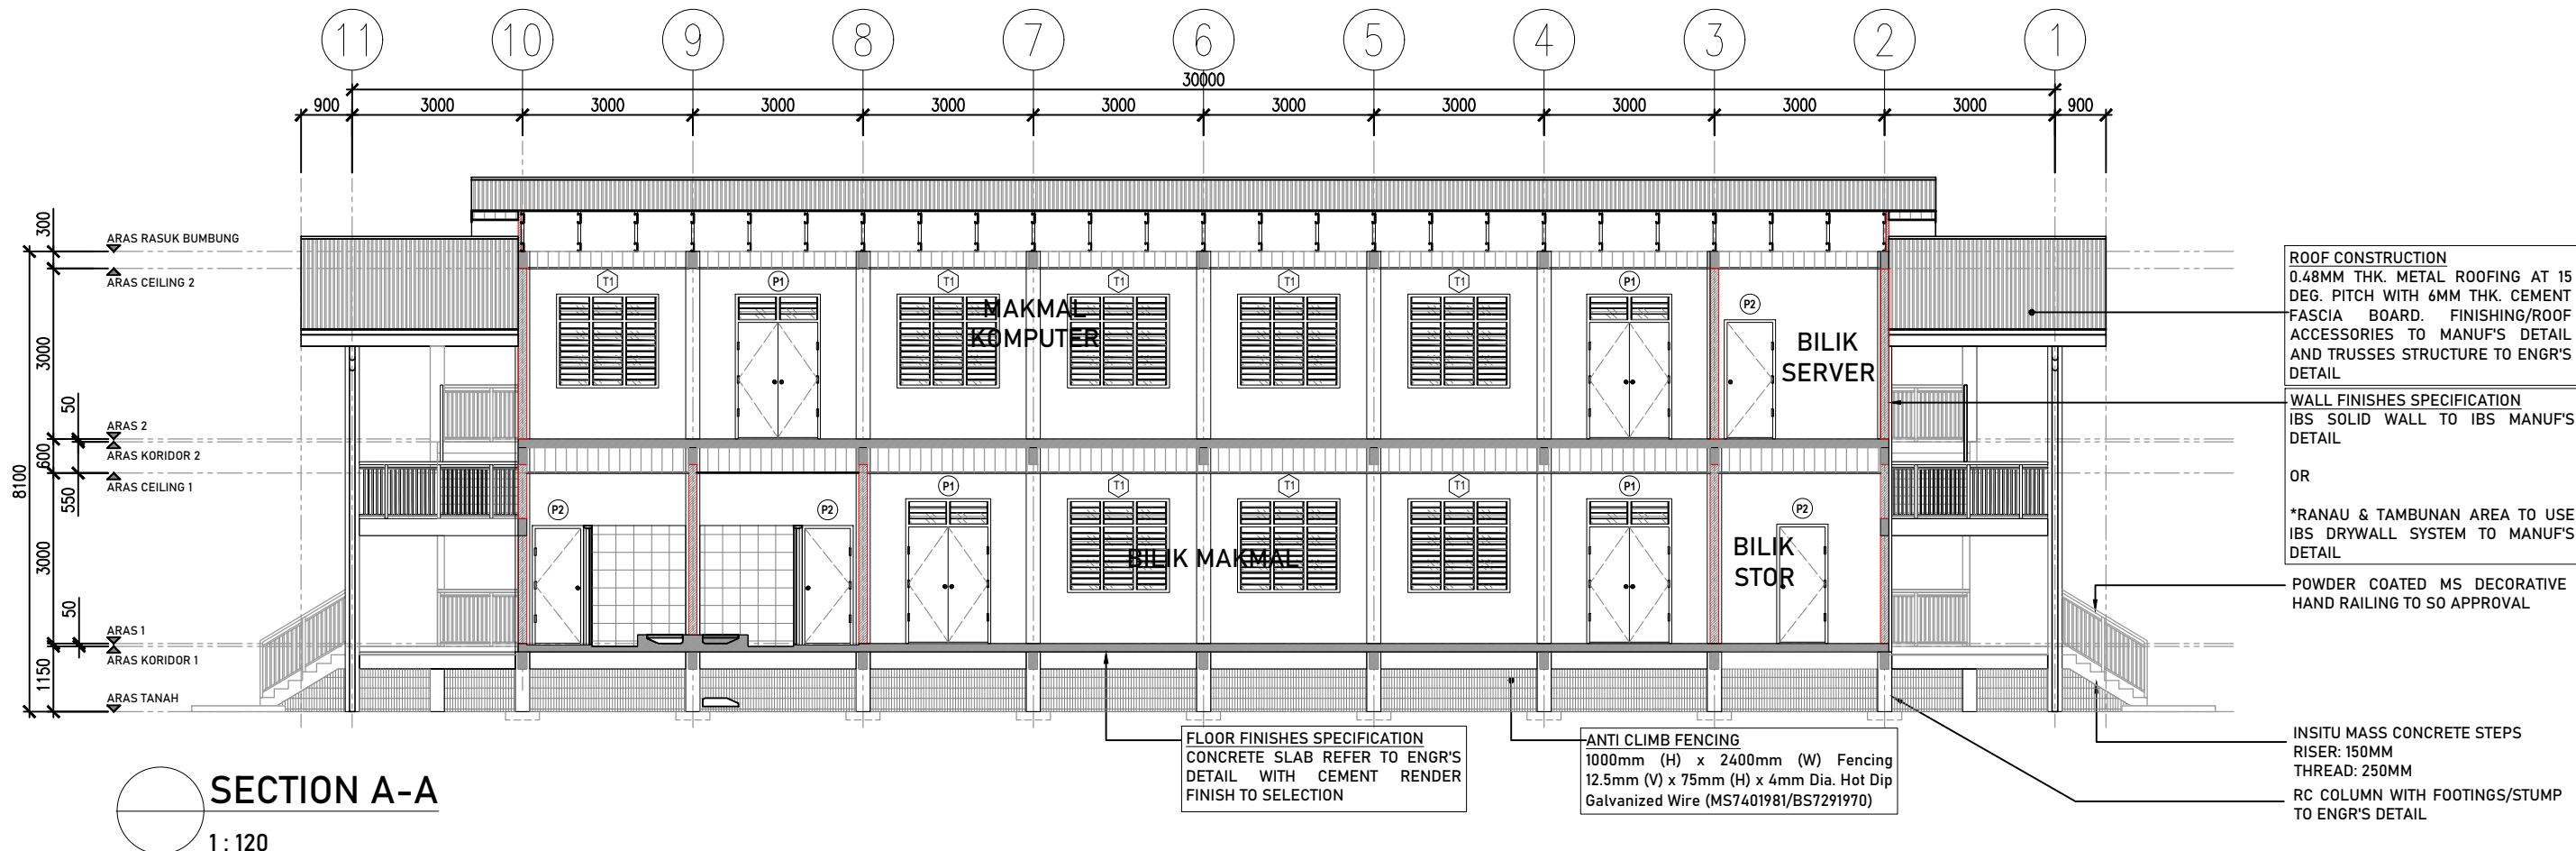 11 10 9 8 7 6 5 4 3 2 1
30000
900 3000 3000 3000 3000 3000 3000 3000 3000 3000 3000 900
300
3000
50
600
550
3000
50
1150
8100
ARAS RASUK BUMBUNG
ARAS CEILING 2
ARAS 2
ARAS KORIDOR 2
ARAS CEILING 1
ARAS 1
ARAS KORIDOR 1
ARAS TANAH
T1 P1 T1 T1 T1 T1 P1 P2
MAKMAL
KOMPUTER
BILIK
SERVER
P2 P2 P1 T1 T1 T1 P1 P2
BILIK MAKMAL
BILIK
STOR
ROOF CONSTRUCTION
0.48MM THK. METAL ROOFING AT 15
DEG. PITCH WITH 6MM THK. CEMENT
FASCIA BOARD. FINISHING/ROOF
ACCESSORIES TO MANUF'S DETAIL
AND TRUSSES STRUCTURE TO ENGR'S
DETAIL
WALL FINISHES SPECIFICATION
IBS SOLID WALL TO IBS MANUF'S
DETAIL
OR
*RANAU & TAMBUNAN AREA TO USE
IBS DRYWALL SYSTEM TO MANUF'S
DETAIL
POWDER COATED MS DECORATIVE
HAND RAILING TO SO APPROVAL
INSITU MASS CONCRETE STEPS
RISER: 150MM
THREAD: 250MM
RC COLUMN WITH FOOTINGS/STUMP
TO ENGR'S DETAIL
FLOOR FINISHES SPECIFICATION
CONCRETE SLAB REFER TO ENGR'S
DETAIL WITH CEMENT RENDER
FINISH TO SELECTION
ANTI CLIMB FENCING
1000mm (H) x 2400mm (W) Fencing
12.5mm (V) x 75mm (H) x 4mm Dia. Hot Dip
Galvanized Wire (MS7401981/BS7291970)
SECTION A-A
1 : 120